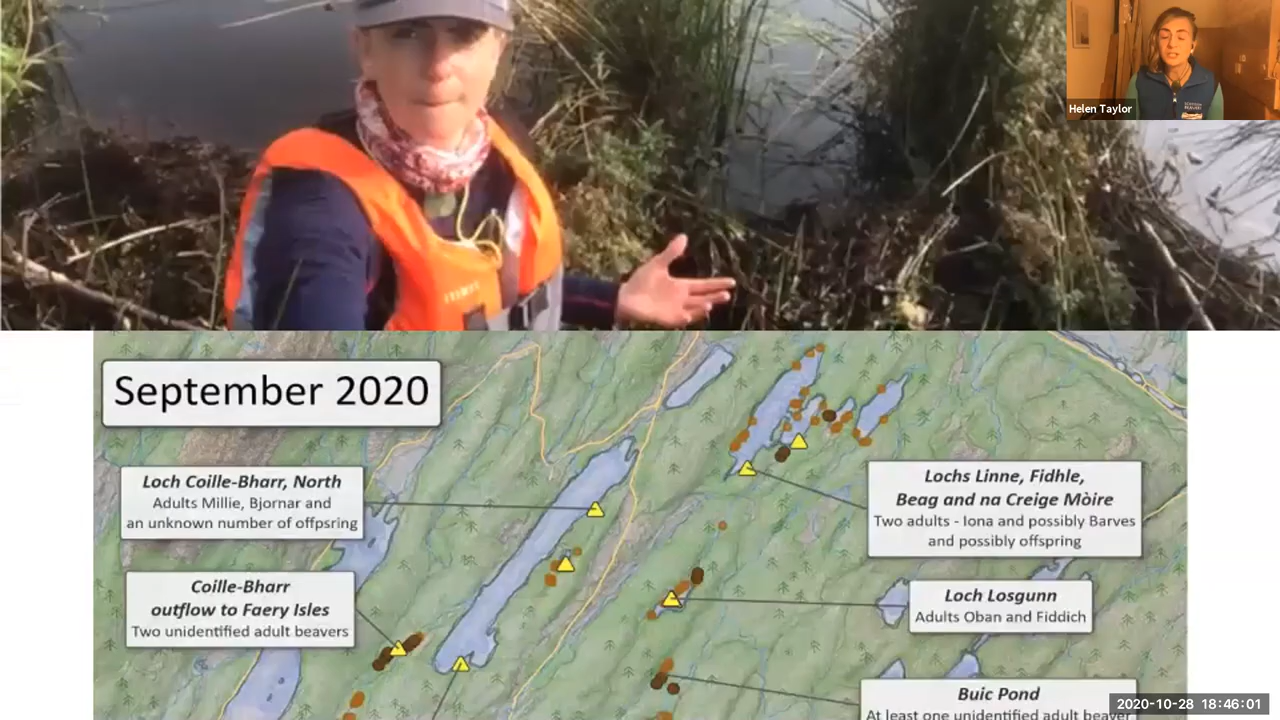 Helen Taylor
September 2020
Loch Coille-Bharr, North
Adults Millie, Bjornar and
an unknown number of offpsring
Lochs Linne, Fidhle,
Beag and na Creige Mòire
Two adults - Iona and possibly Barves
and possibly offspring
Coille-Bharr
outflow to Faery Isles
Two unidentified adult beavers
Loch Losgunn
Adults Oban and Fiddich
Buic Pond
At least one unidentified adult beaver
2020-10-28 18:46:01